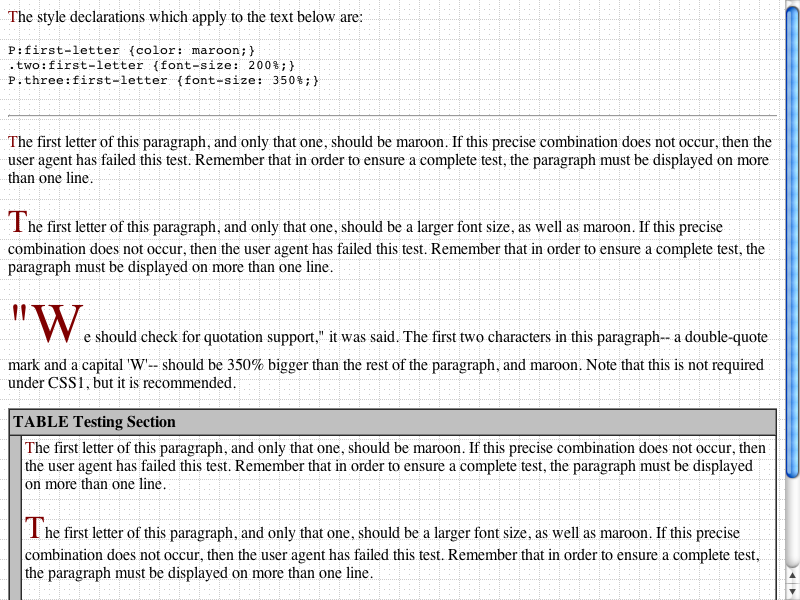 The style declarations which apply to the text below are:
P:first-letter {color: maroon;}
.two:first-letter {font-size: 200%;}
P.three:first-letter {font-size: 350%;}
The first letter of this paragraph, and only that one, should be maroon. If this precise combination does not occur, then the
user agent has failed this test. Remember that in order to ensure a complete test, the paragraph must be displayed on more
than one line.
The first letter of this paragraph, and only that one, should be a larger font size, as well as maroon. If this precise
combination does not occur, then the user agent has failed this test. Remember that in order to ensure a complete test, the
paragraph must be displayed on more than one line.
"We should check for quotation support," it was said. The first two characters in this paragraph-- a double-quote
mark and a capital 'W'-- should be 350% bigger than the rest of the paragraph, and maroon. Note that this is not required
under CSS1, but it is recommended.
TABLE Testing Section
The first letter of this paragraph, and only that one, should be maroon. If this precise combination does not occur, then
the user agent has failed this test. Remember that in order to ensure a complete test, the paragraph must be displayed
on more than one line.
The first letter of this paragraph, and only that one, should be a larger font size, as well as maroon. If this precise
combination does not occur, then the user agent has failed this test. Remember that in order to ensure a complete test,
the paragraph must be displayed on more than one line.